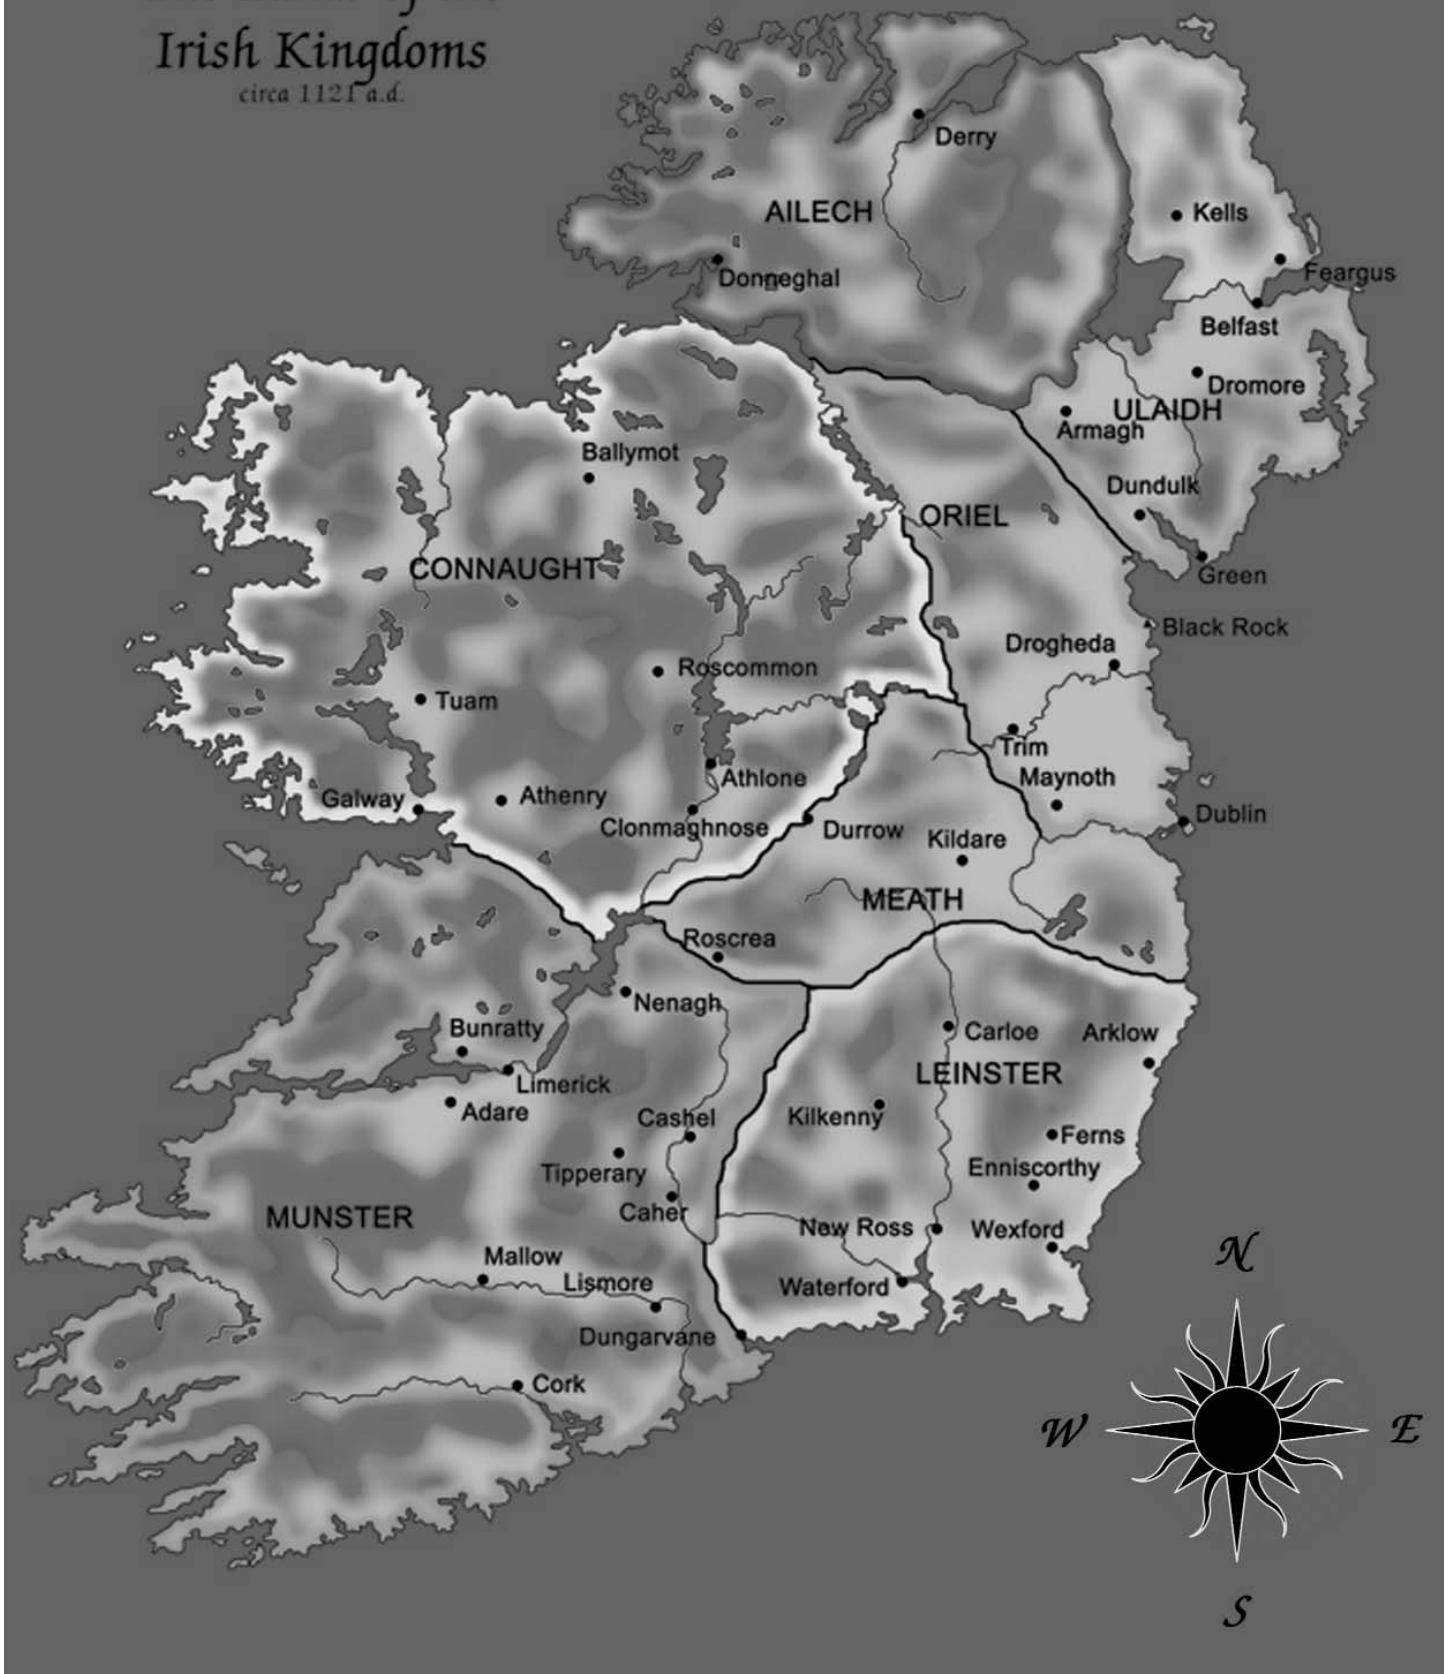 Irish Kingdoms
circa 1121 a.d.
Derry
AILECH
Kells
Donneghal
Feargus
Belfast
Dromore
ULAIDH
Armagh
Ballymot
Dundulk
ORIEL
CONNAUGHT
Green
Black Rock
Drogheda
Roscommon
Tuam
Trim
Athlone
Maynoth
Galway
Athenry
Dublin
Clonmaghnose
Durrow
Kildare
MEATH
Roscrea
Nenagh
Bunratty
Carloe
Arklow
LEINSTER
Limerick
Adare
Cashel
Kilkenny
Ferns
Tipperary
Enniscorthy
Caher
MUNSTER
New Ross
Wexford
Mallow
Lismore
Waterford
Dungarvane
Cork
N
W
E
S